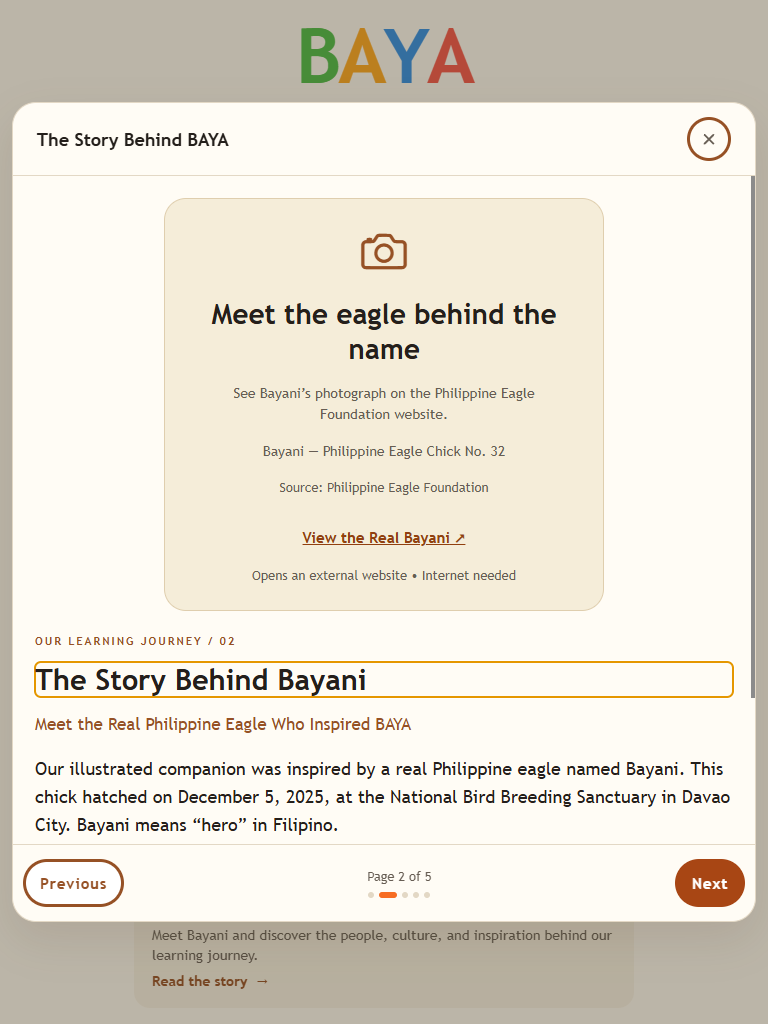 BAYA
The Story Behind BAYA
Meet the eagle behind the
name
See Bayani’s photograph on the Philippine Eagle
Foundation website.
Bayani — Philippine Eagle Chick No. 32
Source: Philippine Eagle Foundation
View the Real Bayani ↗
Opens an external website • Internet needed
OUR LEARNING JOURNEY / 02
The Story Behind Bayani
Meet the Real Philippine Eagle Who Inspired BAYA
Our illustrated companion was inspired by a real Philippine eagle named Bayani. This
chick hatched on December 5, 2025, at the National Bird Breeding Sanctuary in Davao
City. Bayani means “hero” in Filipino.
Previous
Page 2 of 5
Next
Meet Bayani and discover the people, culture, and inspiration behind our
learning journey.
Read the story →